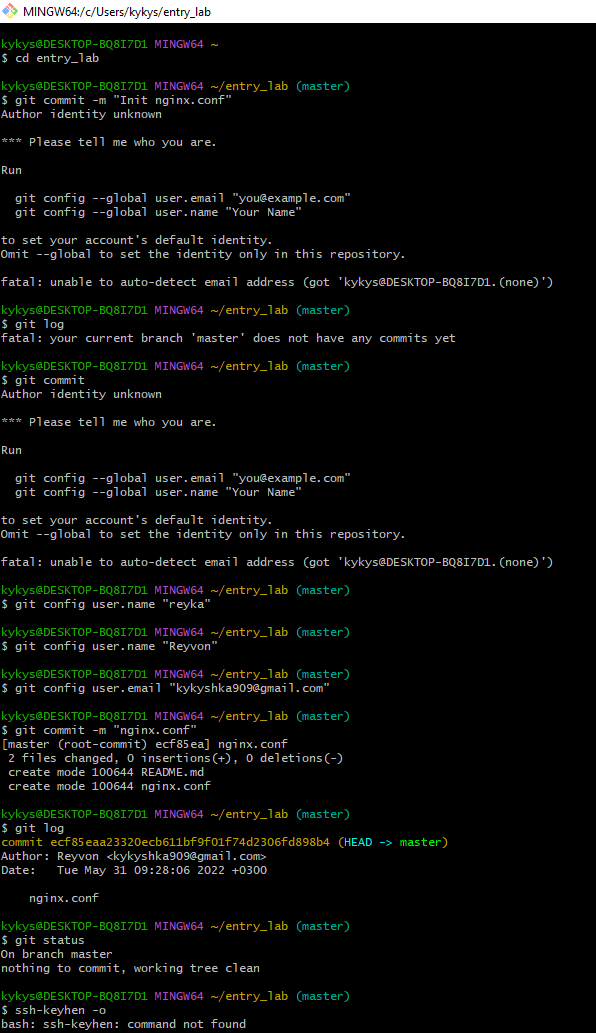 MINGW64:/c/Users/kykys/entry_lab
kykys@DESKTOP-BQ8I7D1 MINGW64 ~
$ cd entry_lab
kykys@DESKTOP-BQ8I7D1 MINGW64 ~/entry_lab (master)
$ git commit -m "Init nginx.conf"
Author identity unknown
*** Please tell me who you are.
Run
git config --global user.email "you@example.com"
git config --global user.name "Your Name"
to set your account's default identity.
Omit --global to set the identity only in this repository.
fatal: unable to auto-detect email address (got 'kykys@DESKTOP-BQ8I7D1.(none)')
kykys@DESKTOP-BQ8I7D1 MINGW64 ~/entry_lab (master)
$ git log
fatal: your current branch 'master' does not have any commits yet
kykys@DESKTOP-BQ8I7D1 MINGW64 ~/entry_lab (master)
$ git commit
Author identity unknown
*** Please tell me who you are.
Run
git config --global user.email "you@example.com"
git config --global user.name "Your Name"
to set your account's default identity.
Omit --global to set the identity only in this repository.
fatal: unable to auto-detect email address (got 'kykys@DESKTOP-BQ8I7D1.(none)')
kykys@DESKTOP-BQ8I7D1 MINGW64 ~/entry_lab (master)
$ git config user.name "reyka"
kykys@DESKTOP-BQ8I7D1 MINGW64 ~/entry_lab (master)
$ git config user.name "Reyvon"
kykys@DESKTOP-BQ8I7D1 MINGW64 ~/entry_lab (master)
$ git config user.email "kykyshka909@gmail.com"
kykys@DESKTOP-BQ8I7D1 MINGW64 ~/entry_lab (master)
$ git commit -m "nginx.conf"
[master (root-commit) ecf85ea] nginx.conf
2 files changed, 0 insertions(+), 0 deletions(-)
create mode 100644 README.md
create mode 100644 nginx.conf
kykys@DESKTOP-BQ8I7D1 MINGW64 ~/entry_lab (master)
$ git log
commit ecf85eaa23320ecb611bf9f01f74d2306fd898b4 (HEAD -> master)
Author: Reyvon <kykyshka909@gmail.com>
Date:   Tue May 31 09:28:06 2022 +0300
nginx.conf
kykys@DESKTOP-BQ8I7D1 MINGW64 ~/entry_lab (master)
$ git status
On branch master
nothing to commit, working tree clean
kykys@DESKTOP-BQ8I7D1 MINGW64 ~/entry_lab (master)
$ ssh-keyhen -o
bash: ssh-keyhen: command not found